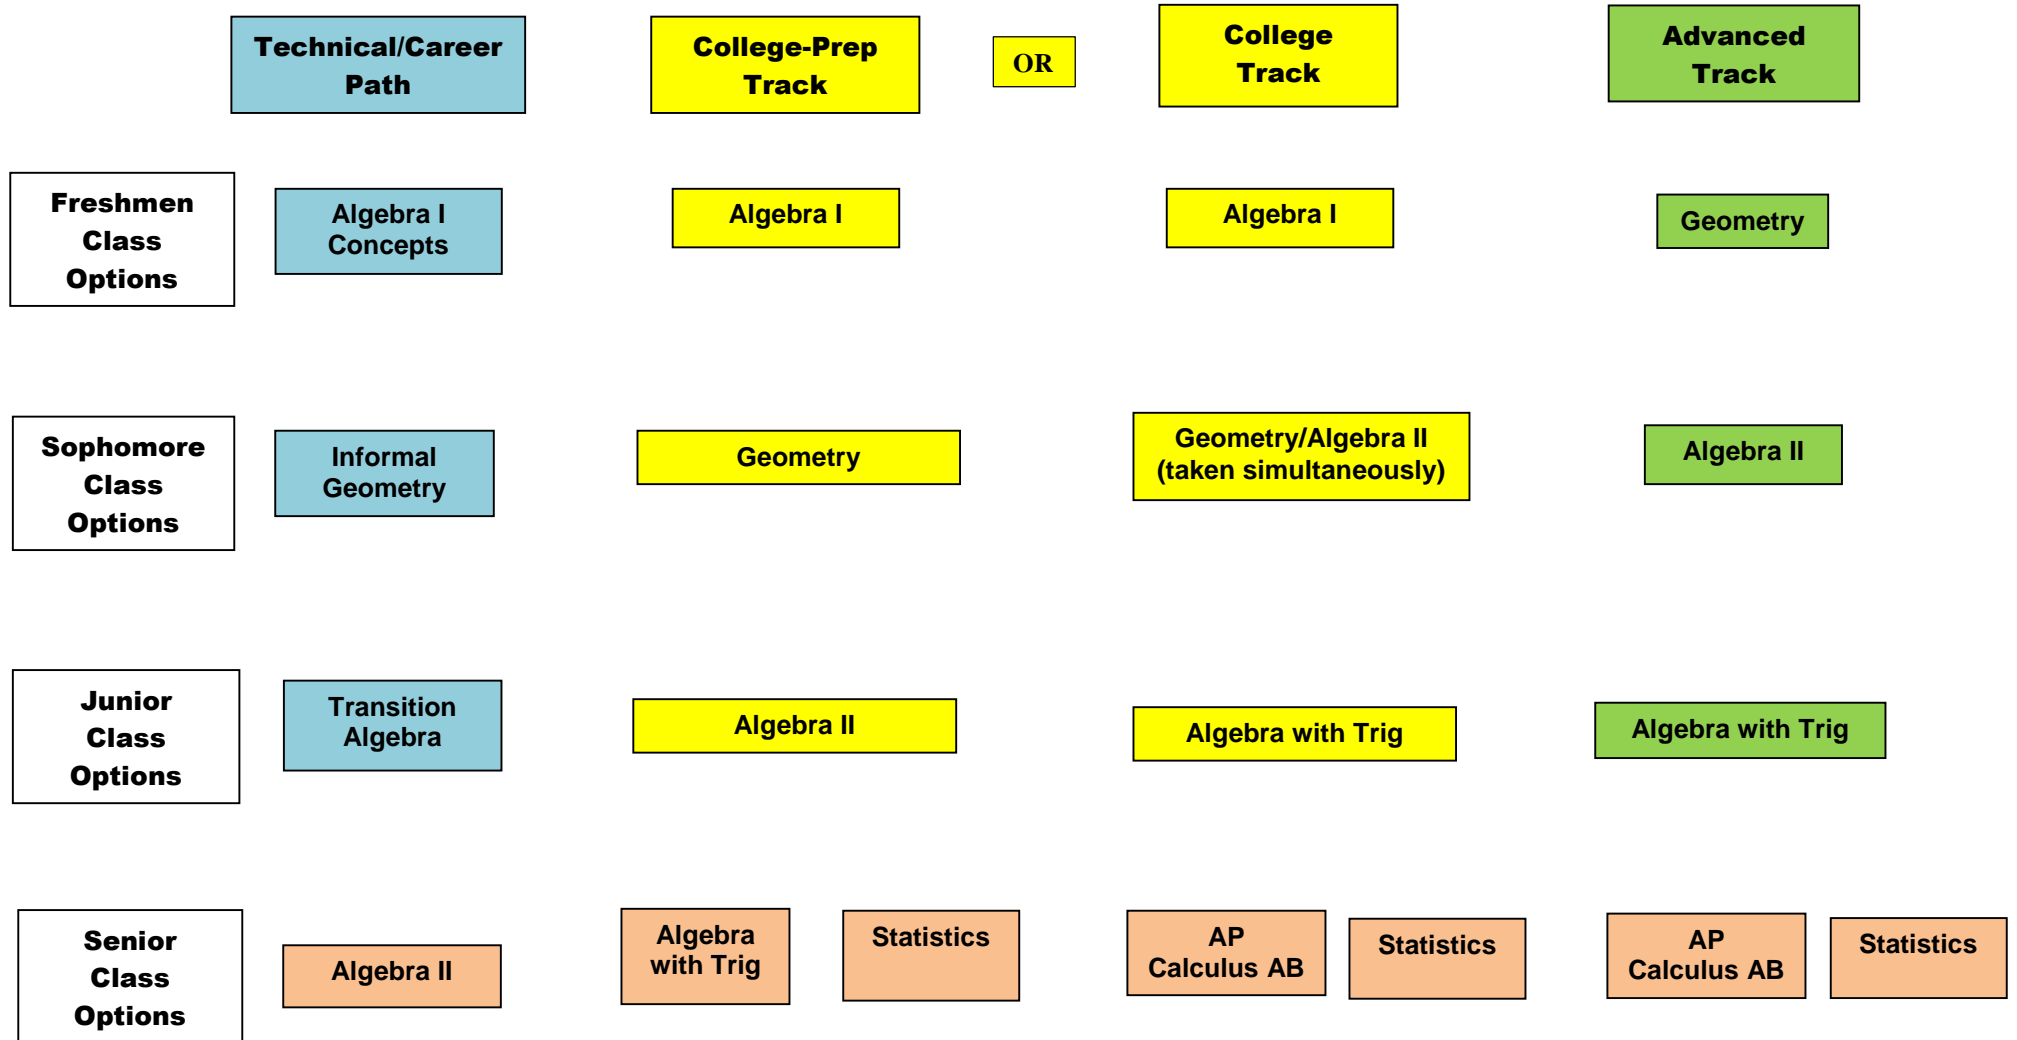 Technical/Career
Path
College-Prep
Track
OR
College
Track
Advanced
Track
Freshmen
Class
Options
Algebra I
Concepts
Algebra I
Algebra I
Geometry
Sophomore
Class
Options
Informal
Geometry
Geometry
Geometry/Algebra II
(taken simultaneously)
Algebra II
Junior
Class
Options
Transition
Algebra
Algebra II
Algebra with Trig
Algebra with Trig
Senior
Class
Options
Algebra II
Algebra
with Trig
Statistics
AP
Calculus AB
Statistics
AP
Calculus AB
Statistics